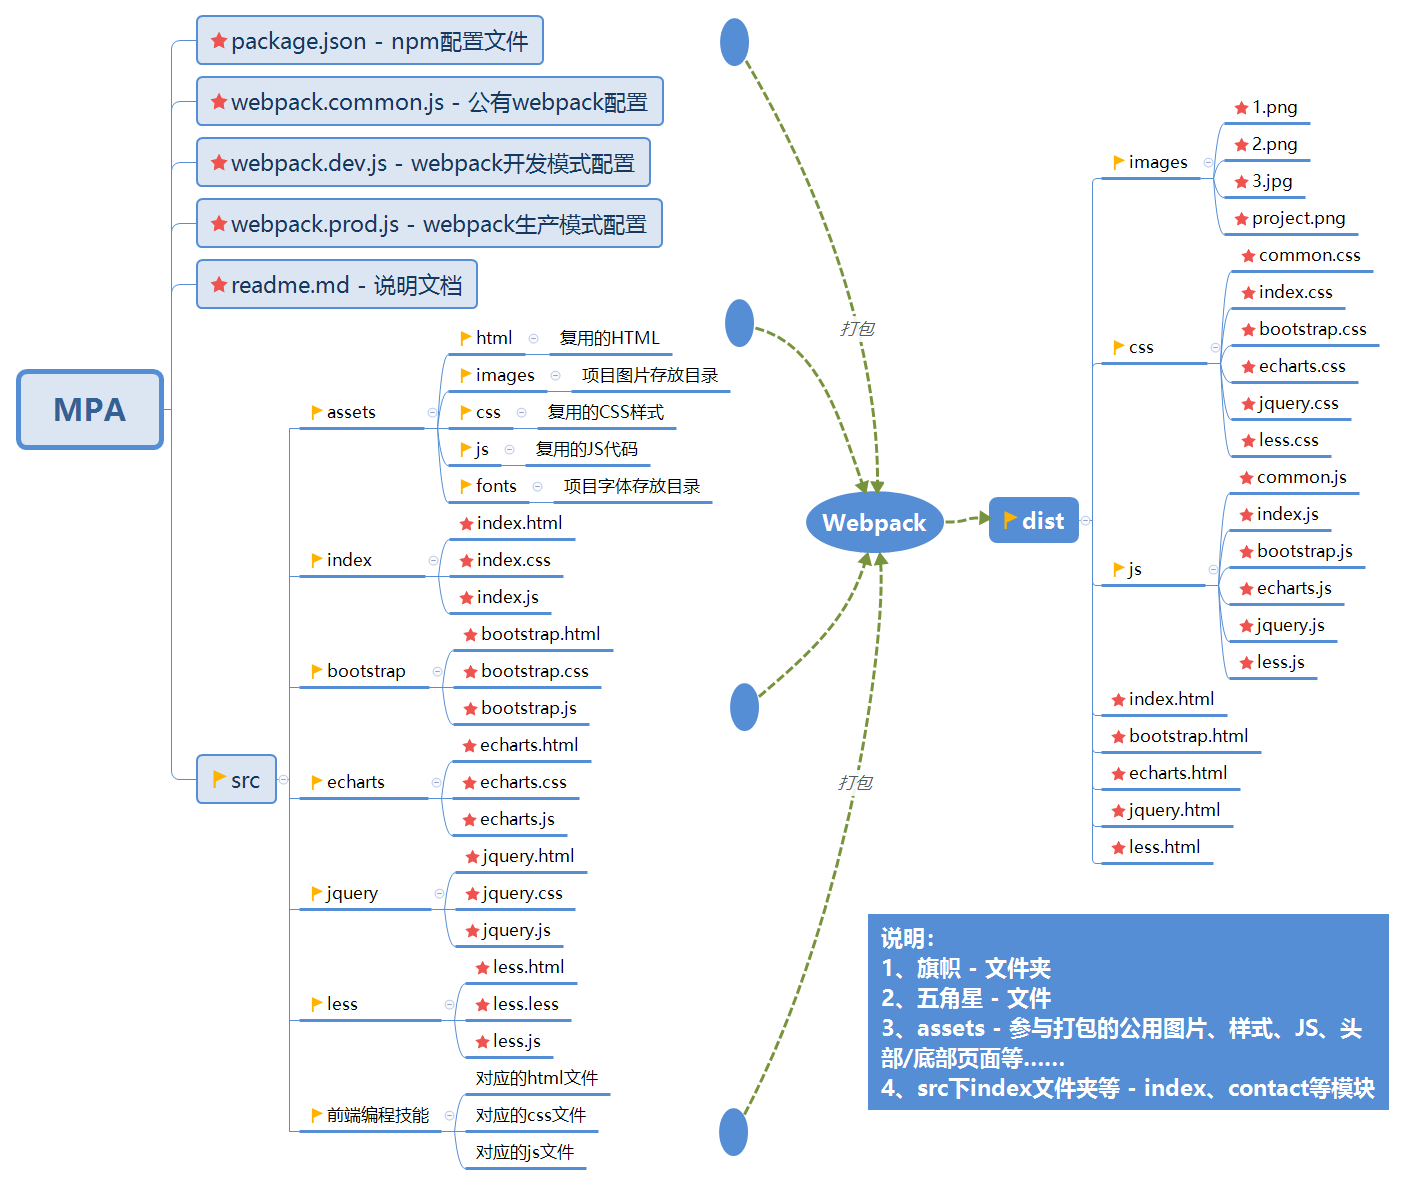 MPA
package.json - npm配置文件
webpack.common.js - 公有webpack配置
webpack.dev.js - webpack开发模式配置
webpack.prod.js - webpack生产模式配置
readme.md - 说明文档
src
assets
html
复用的HTML
images
项目图片存放目录
css
复用的CSS样式
js
复用的JS代码
fonts
项目字体存放目录
index
index.html
index.css
index.js
bootstrap
bootstrap.html
bootstrap.css
bootstrap.js
echarts
echarts.html
echarts.css
echarts.js
jquery
jquery.html
jquery.css
jquery.js
less
less.html
less.less
less.js
前端编程技能
对应的html文件
对应的css文件
对应的js文件
打包
打包
Webpack
dist
images
1.png
2.png
3.jpg
project.png
css
common.css
index.css
bootstrap.css
echarts.css
jquery.css
less.css
js
common.js
index.js
bootstrap.js
echarts.js
jquery.js
less.js
index.html
bootstrap.html
echarts.html
jquery.html
less.html
说明：
1、旗帜 - 文件夹
2、五角星 - 文件
3、assets - 参与打包的公用图片、样式、JS、头
部/底部页面等……
4、src下index文件夹等 - index、contact等模块